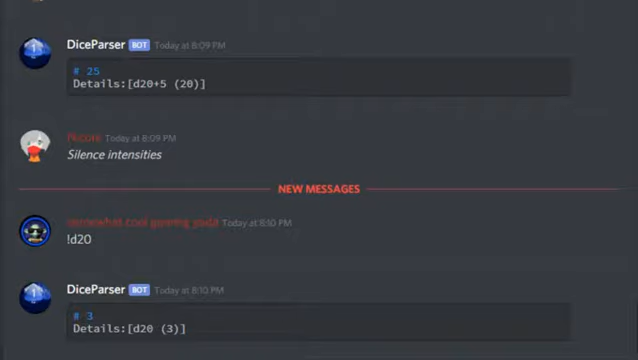 DiceParser BOT Today at 8:09 PM
# 25
Details:[d20+5 (20)]
Today at 8:09 PM
Silence intensities
NEW MESSAGES
somewhat cool Today at 8:10 PM
!d20
DiceParser BOT Today at 8:10 PM
# 3
Details:[d20 (3)]